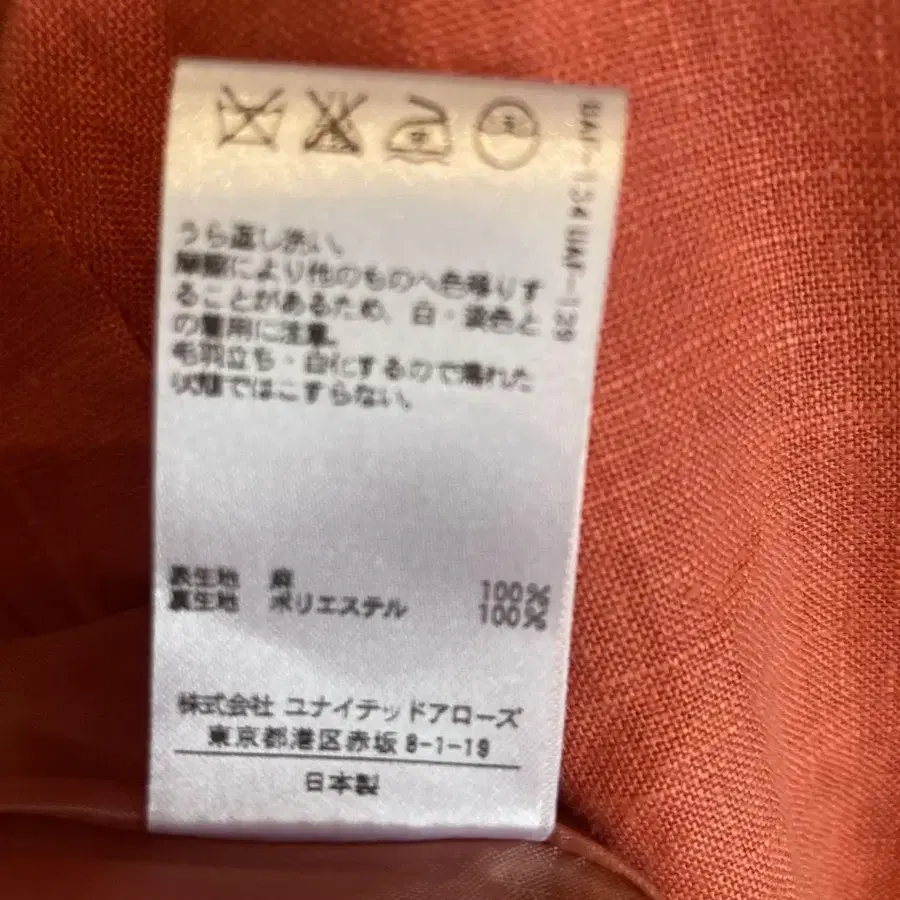 うら返し洗い。
摩擦により他のものへ色移りす
ることがあるため、白・淡色と
の着用に注意。
毛羽立ち・白化するので濡れた
状態ではこすらない。
表生地 麻 100%
裏生地 ポリエステル 100%
株式会社 ユナイテッドアローズ
東京都港区赤坂 8-1-19
日本製